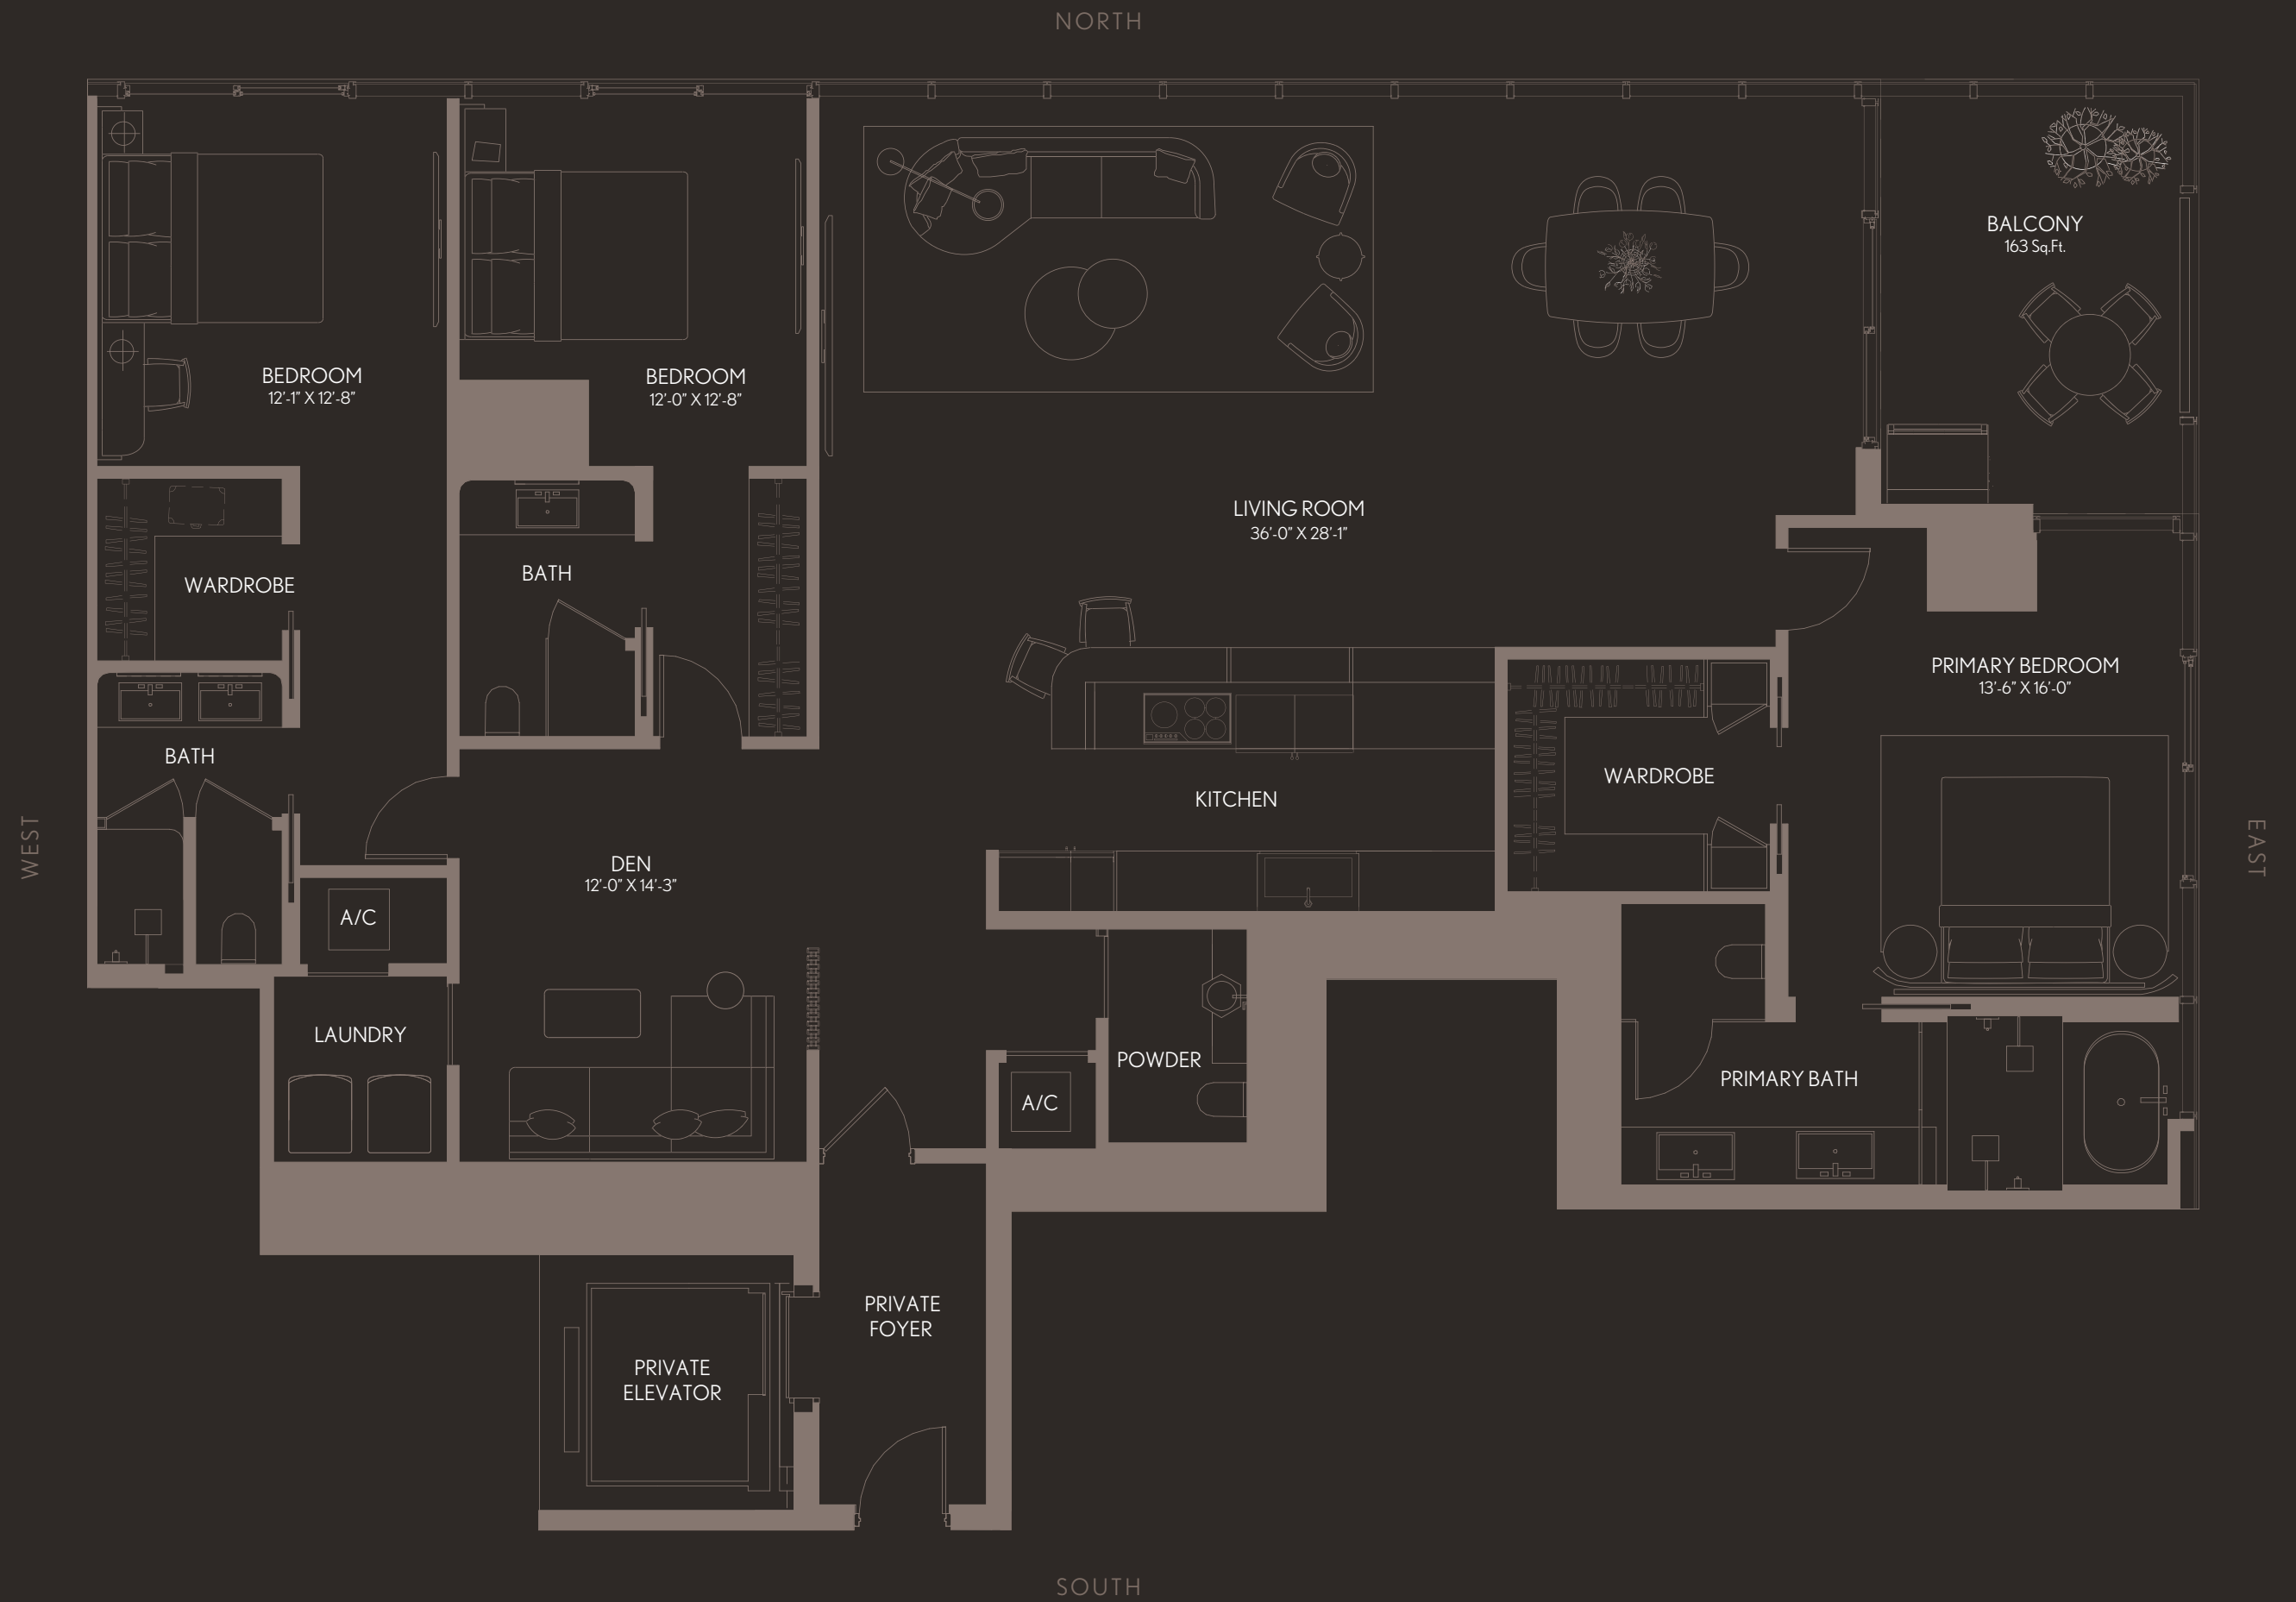 NORTH
BALCONY
163 Sq.Ft.
BEDROOM
12'-1" X 12'-8"
BEDROOM
12'-0" X 12'-8"
LIVING ROOM
36'-0" X 28'-1"
WARDROBE
BATH
PRIMARY BEDROOM
13'-6" X 16'-0"
BATH
WARDROBE
KITCHEN
WEST
EAST
DEN
12'-0" X 14'-3"
A/C
LAUNDRY
POWDER
PRIMARY BATH
A/C
PRIVATE
FOYER
PRIVATE
ELEVATOR
SOUTH